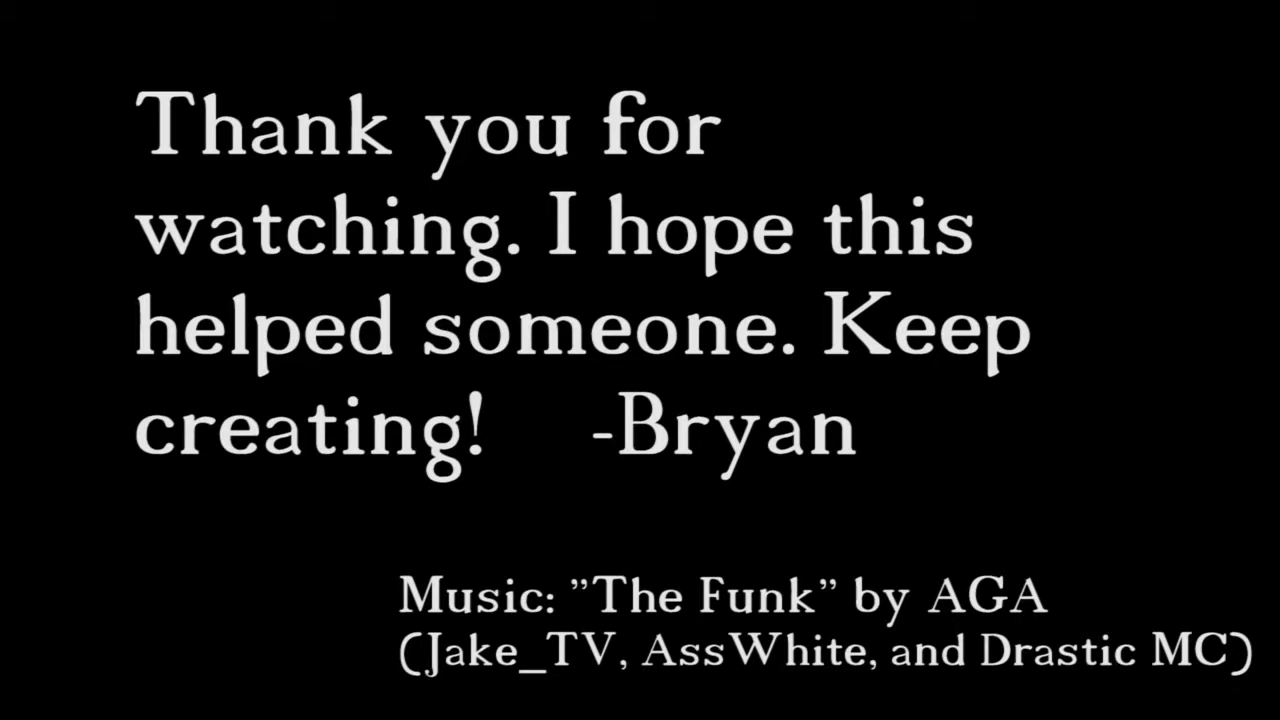 Thank you for
watching. I hope this
helped someone. Keep
creating!    -Bryan
Music: ”The Funk” by AGA
(Jake_TV, AssWhite, and Drastic MC)